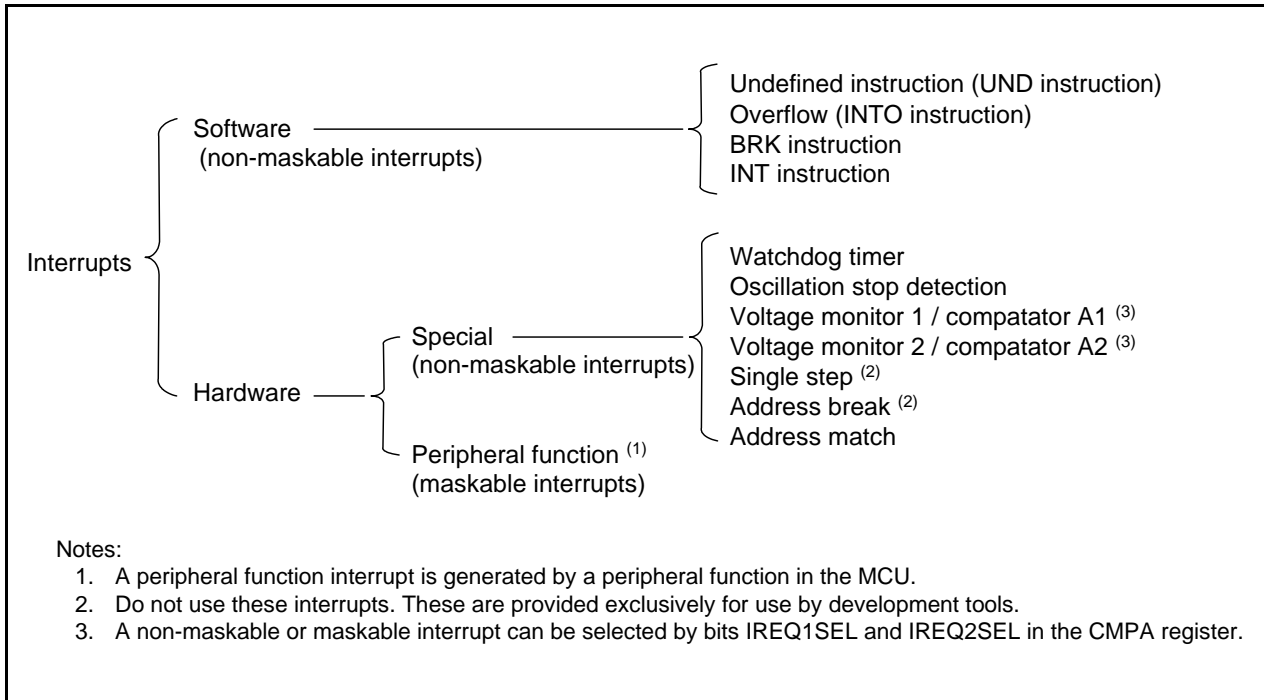 Interrupts
Software
(non-maskable interrupts)
Undefined instruction (UND instruction)
Overflow (INTO instruction)
BRK instruction
INT instruction
Hardware
Special
(non-maskable interrupts)
Watchdog timer
Oscillation stop detection
Voltage monitor 1 / compatator A1 (3)
Voltage monitor 2 / compatator A2 (3)
Single step (2)
Address break (2)
Address match
Peripheral function (1)
(maskable interrupts)
Notes:
1. A peripheral function interrupt is generated by a peripheral function in the MCU.
2. Do not use these interrupts. These are provided exclusively for use by development tools.
3. A non-maskable or maskable interrupt can be selected by bits IREQ1SEL and IREQ2SEL in the CMPA register.